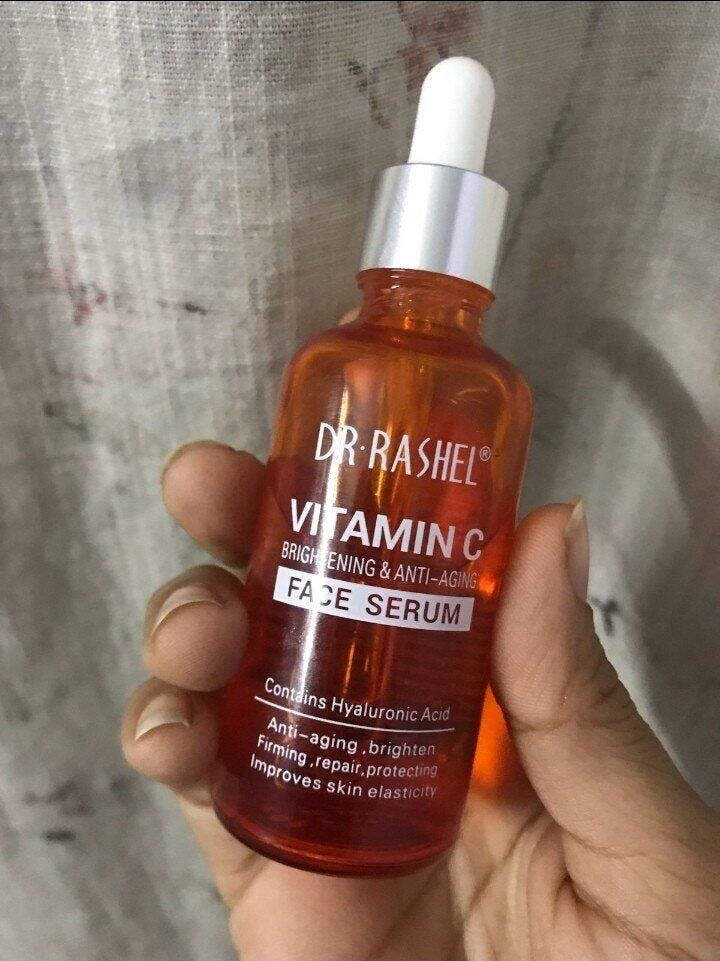 DR·RASHEL®
VITAMIN C
BRIGHTENING & ANTI-AGING
FACE SERUM
Contains Hyaluronic Acid
Anti-aging ,brighten
Firming ,repair,protecting
Improves skin elasticity